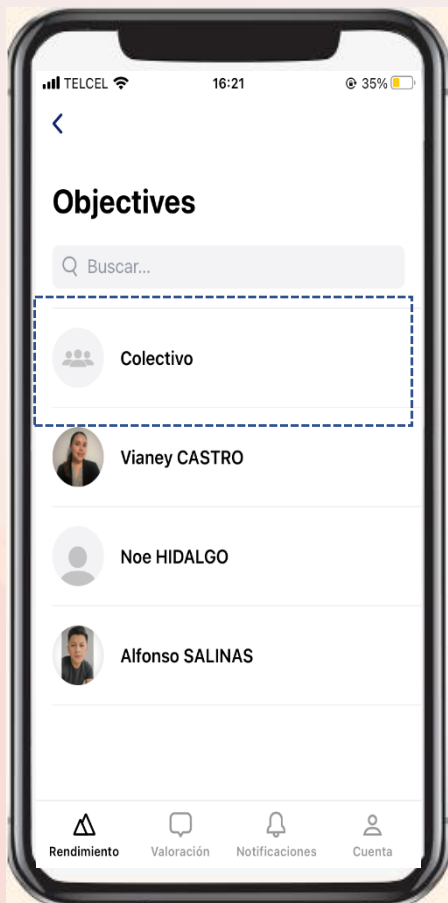 TELCEL 16:21 35%
Objectives
Buscar...
Colectivo
Vianey CASTRO
Noe HIDALGO
Alfonso SALINAS
Rendimiento Valoración Notificaciones Cuenta